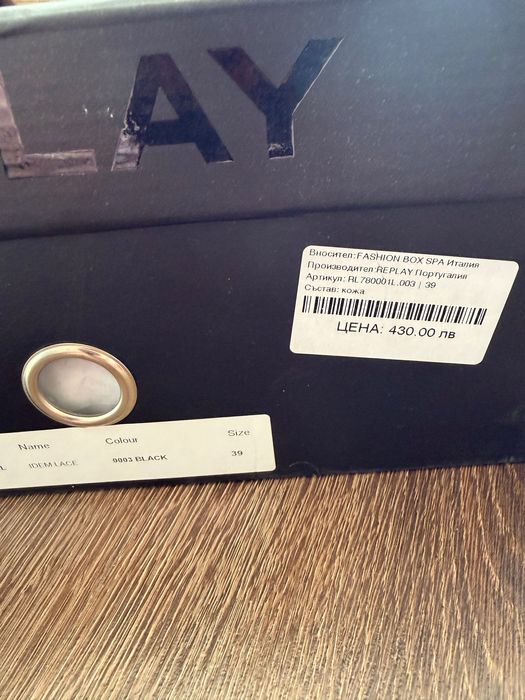 LAY
Вносител:FASHION BOX SPA Италия
Производител:REPLAY Португалия
Артикул: RL780001L.003 | 39
Състав: кожа
ЦЕНА: 430.00 лв
Name Colour Size
L IDEM LACE 0003 BLACK 39